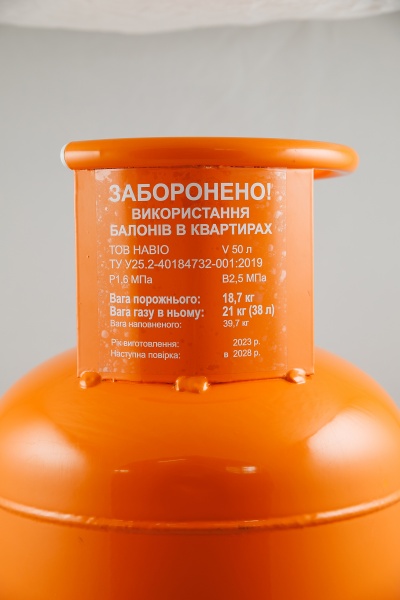 ЗАБОРОНЕНО!
ВИКОРИСТАННЯ
БАЛОНІВ В КВАРТИРАХ
ТОВ НАВІО V 50 л
ТУ У25.2-40184732-001:2019
Р1,6 МПа В2,5 МПа
Вага порожнього: 18,7 кг
Вага газу в ньому: 21 кг (38 л)
Вага наповненого: 39,7 кг
Рік виготовлення: 2023 р.
Наступна повірка: в 2028 р.